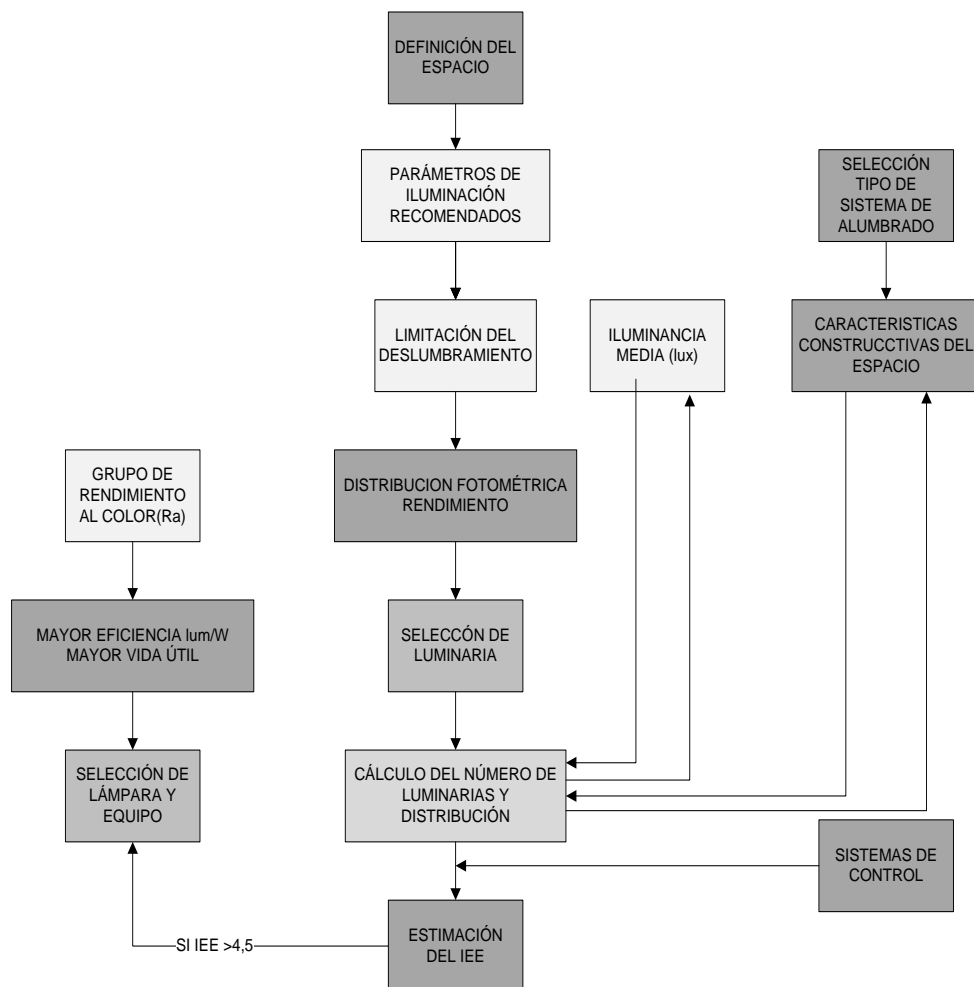 DEFINICIÓN DEL
ESPACIO
PARÁMETROS DE
ILUMINACIÓN
RECOMENDADOS
SELECCIÓN
TIPO DE
SISTEMA DE
ALUMBRADO
LIMITACIÓN DEL
DESLUMBRAMIENTO
ILUMINANCIA
MEDIA (lux)
CARACTERISTICAS
CONSTRUCCTIVAS DEL
ESPACIO
GRUPO DE
RENDIMIENTO
AL COLOR(Ra)
DISTRIBUCION FOTOMÉTRICA
RENDIMIENTO
MAYOR EFICIENCIA lum/W
MAYOR VIDA ÚTIL
SELECCÓN DE
LUMINARIA
SELECCIÓN DE
LÁMPARA Y
EQUIPO
CÁLCULO DEL NÚMERO DE
LUMINARIAS Y
DISTRIBUCIÓN
SISTEMAS DE
CONTROL
SI IEE >4,5
ESTIMACIÓN
DEL IEE